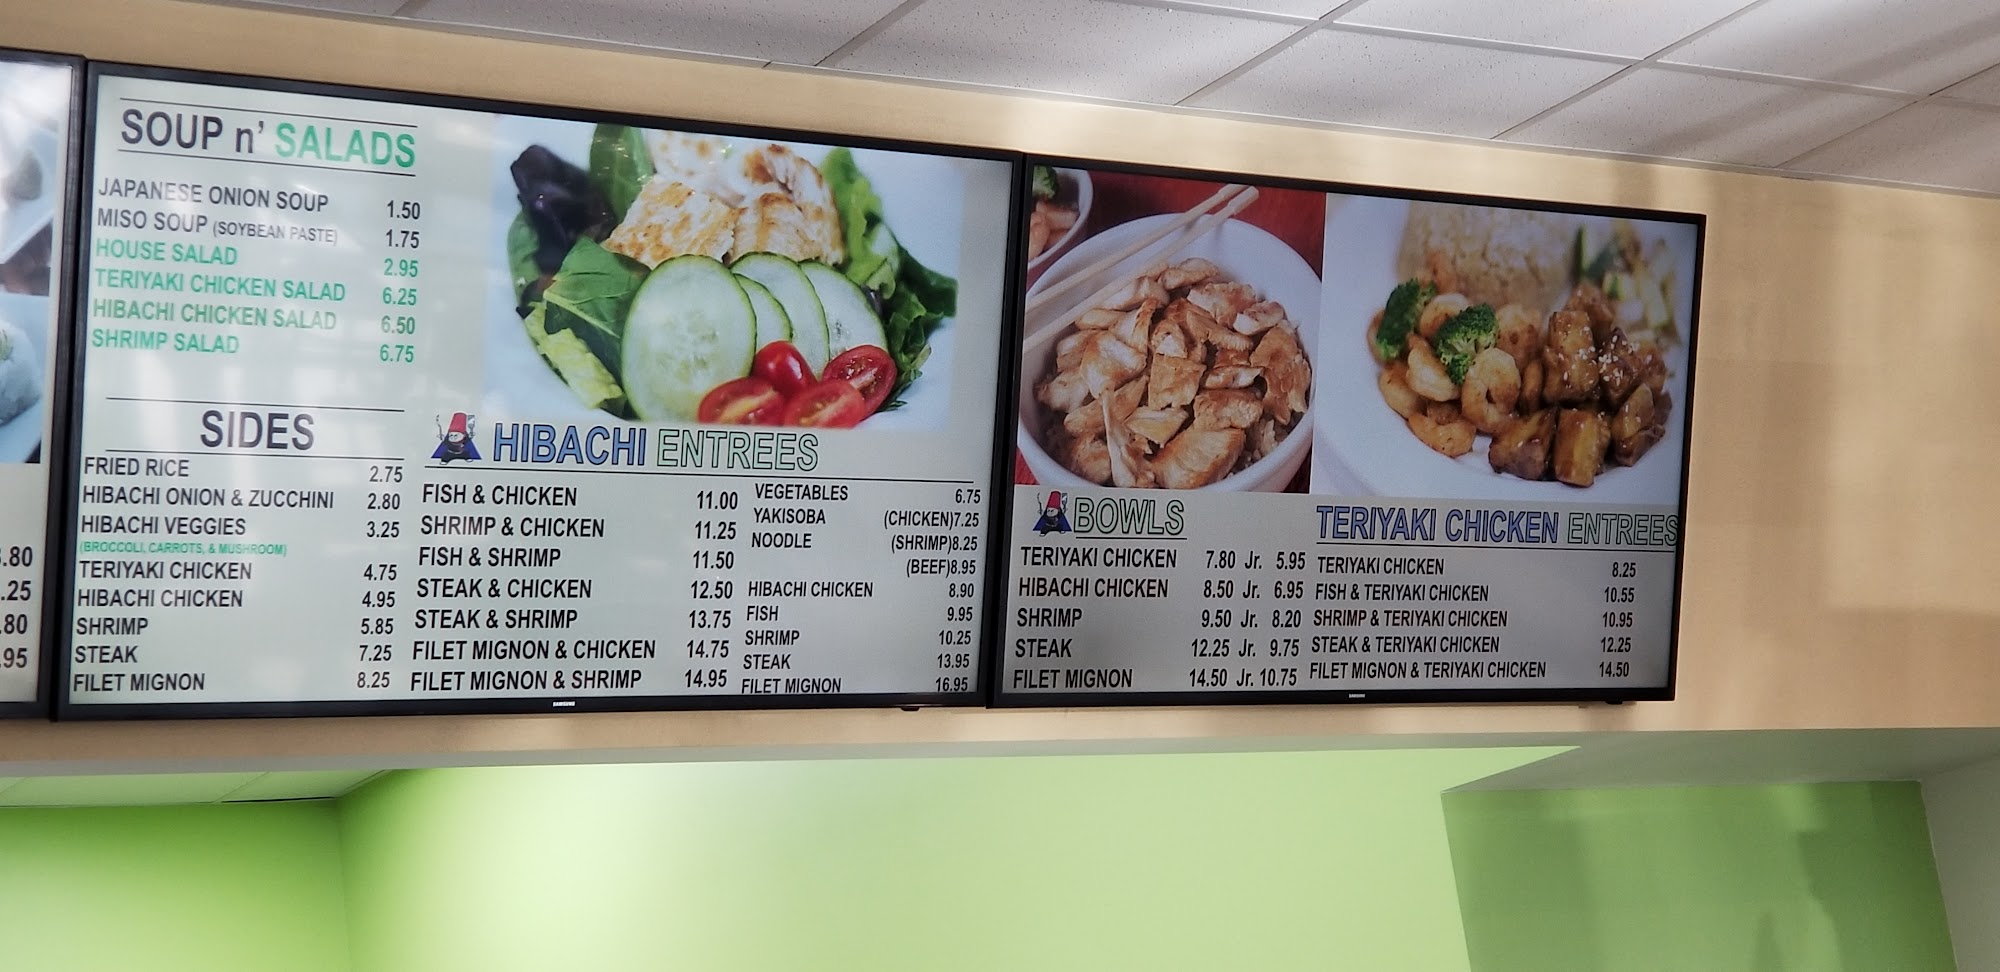 .80
.25
.80
.95
SOUP n' SALADS
JAPANESE ONION SOUP 1.50
MISO SOUP (SOYBEAN PASTE) 1.75
HOUSE SALAD 2.95
TERIYAKI CHICKEN SALAD 6.25
HIBACHI CHICKEN SALAD 6.50
SHRIMP SALAD 6.75
SIDES
FRIED RICE 2.75
HIBACHI ONION & ZUCCHINI 2.80
HIBACHI VEGGIES 3.25
(BROCCOLI, CARROTS, & MUSHROOM)
TERIYAKI CHICKEN 4.75
HIBACHI CHICKEN 4.95
SHRIMP 5.85
STEAK 7.25
FILET MIGNON 8.25
HIBACHI ENTREES
FISH & CHICKEN 11.00
SHRIMP & CHICKEN 11.25
FISH & SHRIMP 11.50
STEAK & CHICKEN 12.50
STEAK & SHRIMP 13.75
FILET MIGNON & CHICKEN 14.75
FILET MIGNON & SHRIMP 14.95
VEGETABLES 6.75
YAKISOBA (CHICKEN)7.25
NOODLE (SHRIMP)8.25
(BEEF)8.95
HIBACHI CHICKEN 8.90
FISH 9.95
SHRIMP 10.25
STEAK 13.95
FILET MIGNON 16.95
SAMSUNG
BOWLS
TERIYAKI CHICKEN 7.80 Jr. 5.95
HIBACHI CHICKEN 8.50 Jr. 6.95
SHRIMP 9.50 Jr. 8.20
STEAK 12.25 Jr. 9.75
FILET MIGNON 14.50 Jr. 10.75
TERIYAKI CHICKEN ENTREES
TERIYAKI CHICKEN 8.25
FISH & TERIYAKI CHICKEN 10.55
SHRIMP & TERIYAKI CHICKEN 10.95
STEAK & TERIYAKI CHICKEN 12.25
FILET MIGNON & TERIYAKI CHICKEN 14.50
SAMSUNG